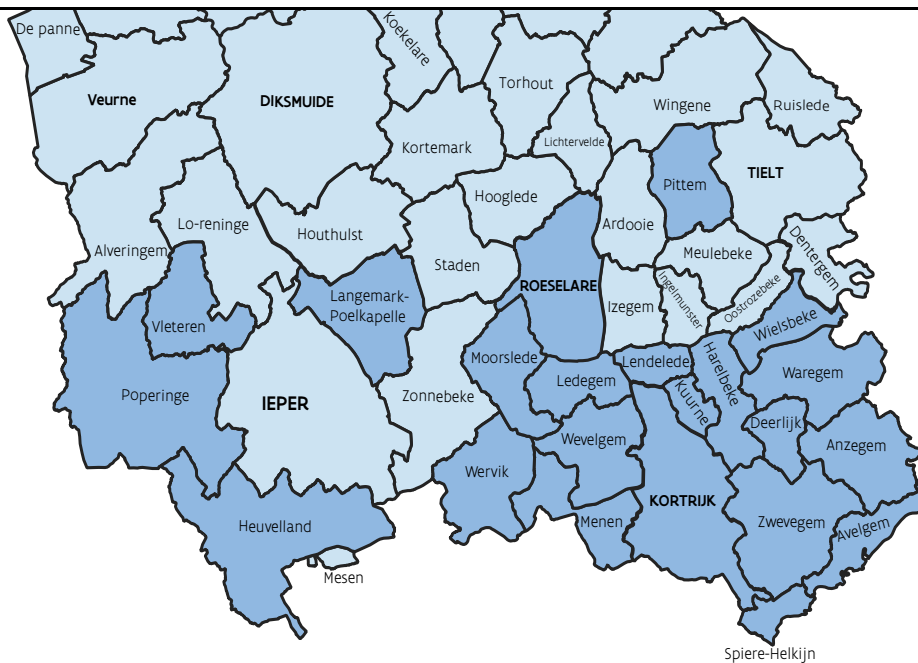 De panne
Koekelare
Veurne
DIKSMUIDE
Torhout
Wingene
Ruislede
Kortemark
Lichtervelde
Pittem
TIELT
Hooglede
Lo-reninge
Houthulst
Ardooie
Alveringem
Staden
Meulebeke
Dentergem
ROESELARE
Langemark-
Poelkapelle
Izegem
Ingelmunster
Oostrozebeke
Vleteren
Wielsbeke
Moorslede
Lendelede
Harelbeke
Waregem
Poperinge
IEPER
Zonnebeke
Ledegem
Kuurne
Deerlijk
Wevelgem
Anzegem
Wervik
KORTRIJK
Heuvelland
Menen
Zwevegem
Avelgem
Mesen
Spiere-Helkijn